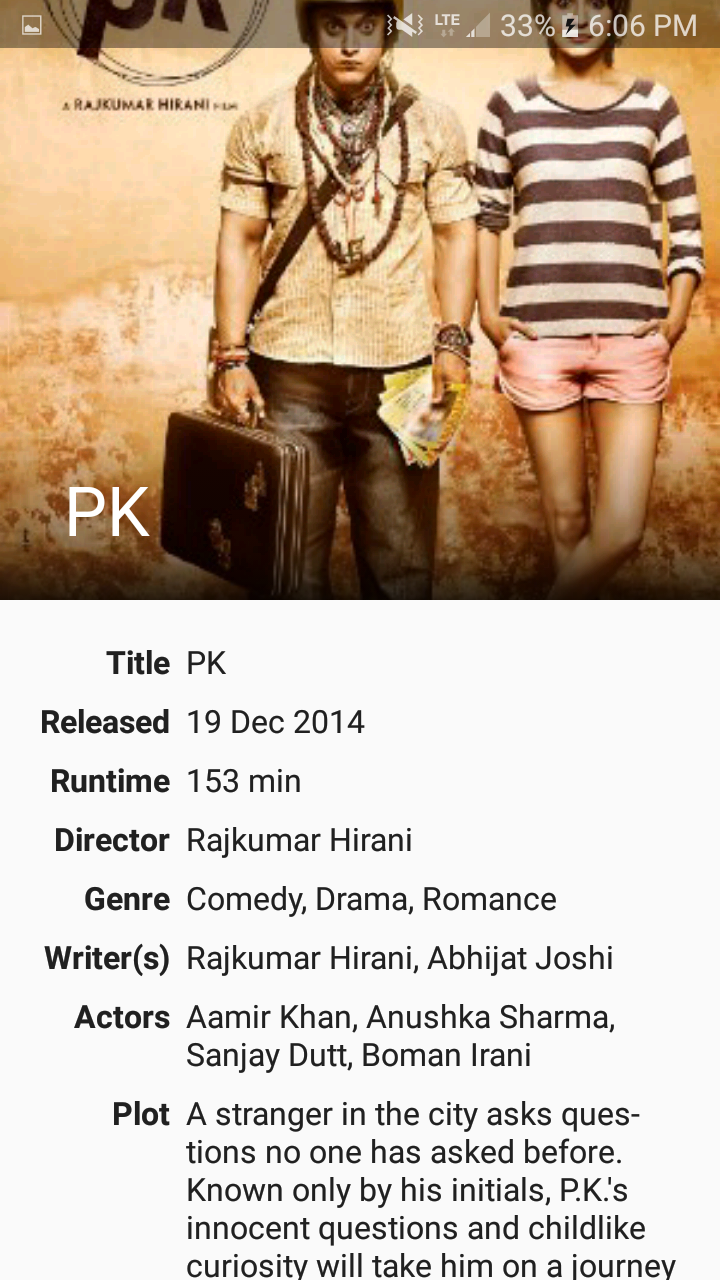 LTE 33% 6:06 PM
pk
A RAJKUMAR HIRANI FILM
PK
Title PK
Released 19 Dec 2014
Runtime 153 min
Director Rajkumar Hirani
Genre Comedy, Drama, Romance
Writer(s) Rajkumar Hirani, Abhijat Joshi
Actors Aamir Khan, Anushka Sharma,
Sanjay Dutt, Boman Irani
Plot A stranger in the city asks ques-
tions no one has asked before.
Known only by his initials, P.K.'s
innocent questions and childlike
curiosity will take him on a journey